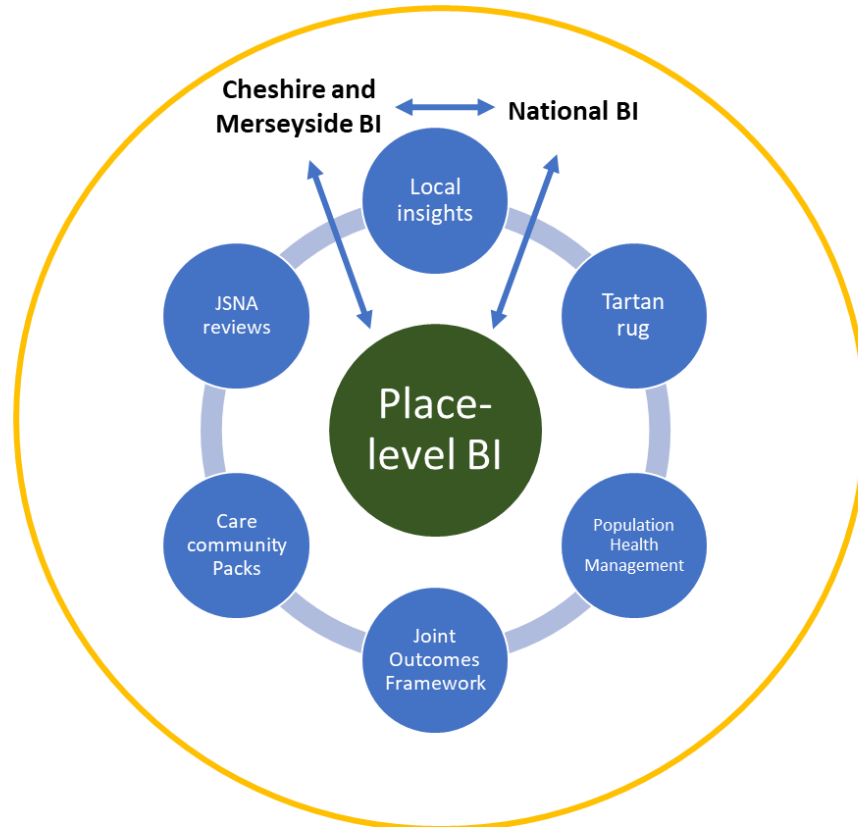 Cheshire and
Merseyside BI
National BI
Local
insights
JSNA
reviews
Tartan
rug
Place-
level BI
Care
community
Packs
Population
Health
Management
Joint
Outcomes
Framework